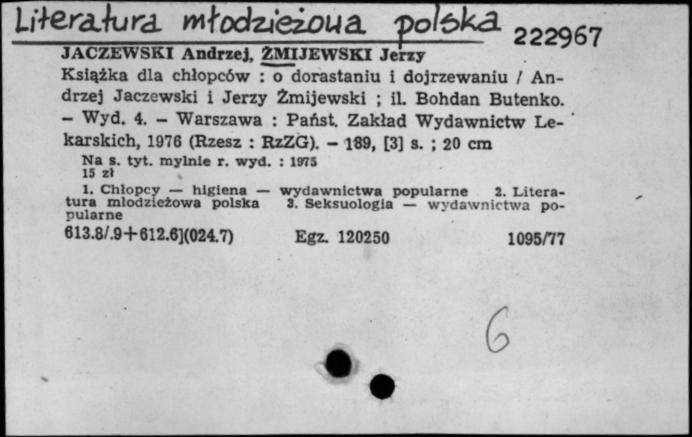 Literatura młodzieżowa polska 222967
JACZEWSKI Andrzej, ŻMIJEWSKI Jerzy
Książka dla chłopców : o dorastaniu i dojrzewaniu / An-
drzej Jaczewski i Jerzy Żmijewski ; il. Bohdan Butenko.
– Wyd. 4. – Warszawa : Państ. Zakład Wydawnictw Le-
karskich, 1976 (Rzesz : RzZG). – 189, [3] s. ; 20 cm
Na s. tyt. mylnie r. wyd. : 1975
15 zł
1. Chłopcy — higiena — wydawnictwa popularne 2. Litera-
tura młodzieżowa polska 3. Seksuologia — wydawnictwa po-
pularne
613.8/.9+612.6](024.7) Egz. 120250 1095/77
6